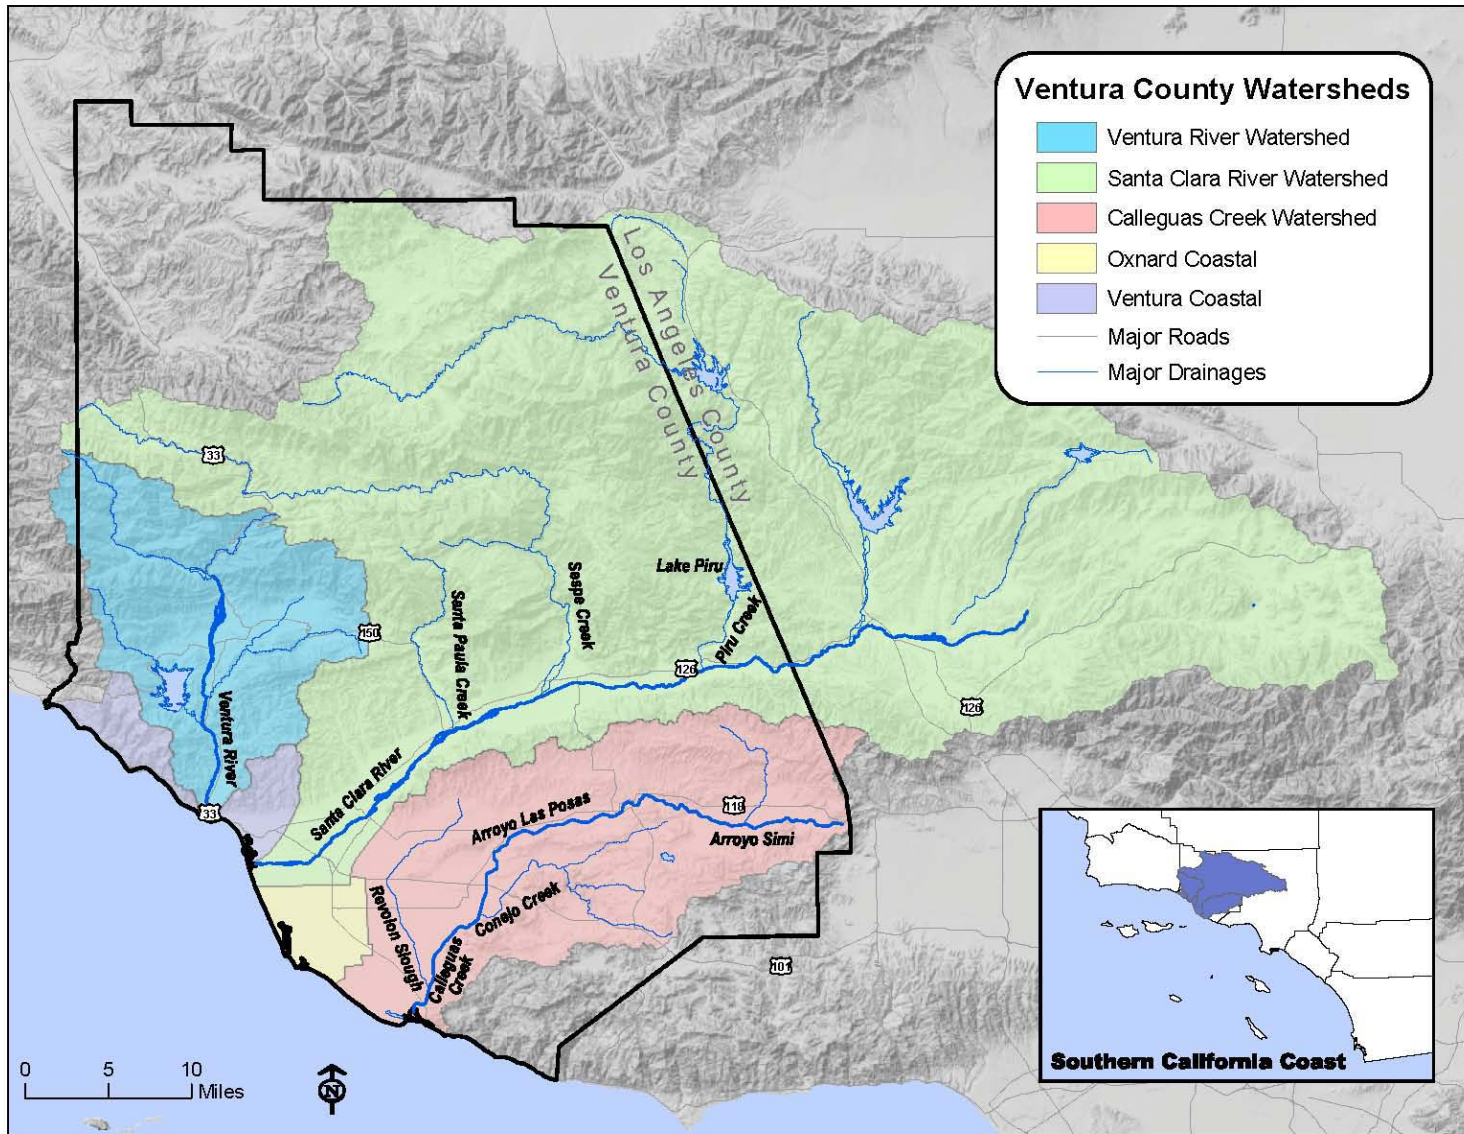 Ventura County Watersheds
Ventura River Watershed
Santa Clara River Watershed
Calleguas Creek Watershed
Oxnard Coastal
Ventura Coastal
Major Roads
Major Drainages
Los Angeles County
Ventura County
33
Lake Piru
Sespe Creek
Santa Paula Creek
150
Piru Creek
126
126
Ventura River
33
Santa Clara River
Arroyo Las Posas
118
Arroyo Simi
Revolon Slough
Conejo Creek
Calleguas
Creek
101
0 5 10
Miles
N
Southern California Coast